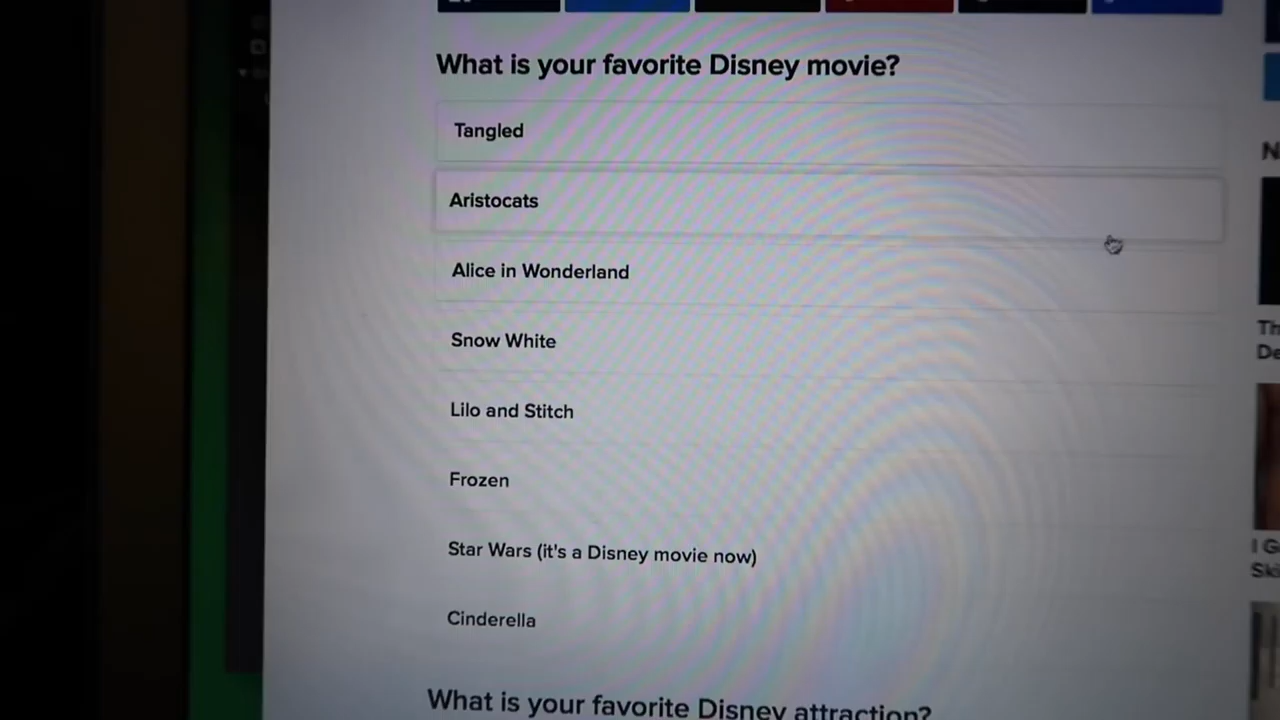 What is your favorite Disney movie?
Tangled
Aristocats
Alice in Wonderland
Snow White
Lilo and Stitch
Frozen
Star Wars (it's a Disney movie now)
Cinderella
What is your favorite Disney attraction?